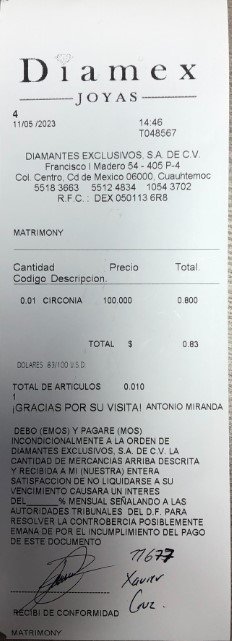 Diamex
JOYAS
4
11/05/2023 14:46
T048567
DIAMANTES EXCLUSIVOS, S.A. DE C.V.
Francisco I Madero 54 - 405 P-4
Col. Centro, Cd de Mexico 06000, Cuauhtemoc
5518 3663 5512 4834 1054 3702
R.F.C.: DEX 050113 6R8
MATRIMONY
Cantidad Precio Total
Codigo Descripcion.
0.01 CIRCONIA 100.000 0.800
TOTAL $ 0.83
DOLARES 83/100 U.S.D.
TOTAL DE ARTICULOS 0.010
1
¡GRACIAS POR SU VISITA! ANTONIO MIRANDA
DEBO (EMOS) Y PAGARE (MOS)
INCONDICIONALMENTE A LA ORDEN DE
DIAMANTES EXCLUSIVOS, S.A. DE C.V. LA
CANTIDAD DE MERCANCIAS ARRIBA DESCRITA
Y RECIBIDA A MI (NUESTRA) ENTERA
SATISFACCION DE NO LIQUIDARSE A SU
VENCIMIENTO CAUSARA UN INTERES
DEL_____% MENSUAL SEÑALANDO A LAS
AUTORIDADES TRIBUNALES DEL D.F. PARA
RESOLVER LA CONTROBERCIA POSIBLEMENTE
EMANA DE POR EL INCUMPLIMIENTO DEL PAGO
DE ESTE DOCUMENTO
11677
Xavier
Cruz.
RECIBI DE CONFORMIDAD
MATRIMONY